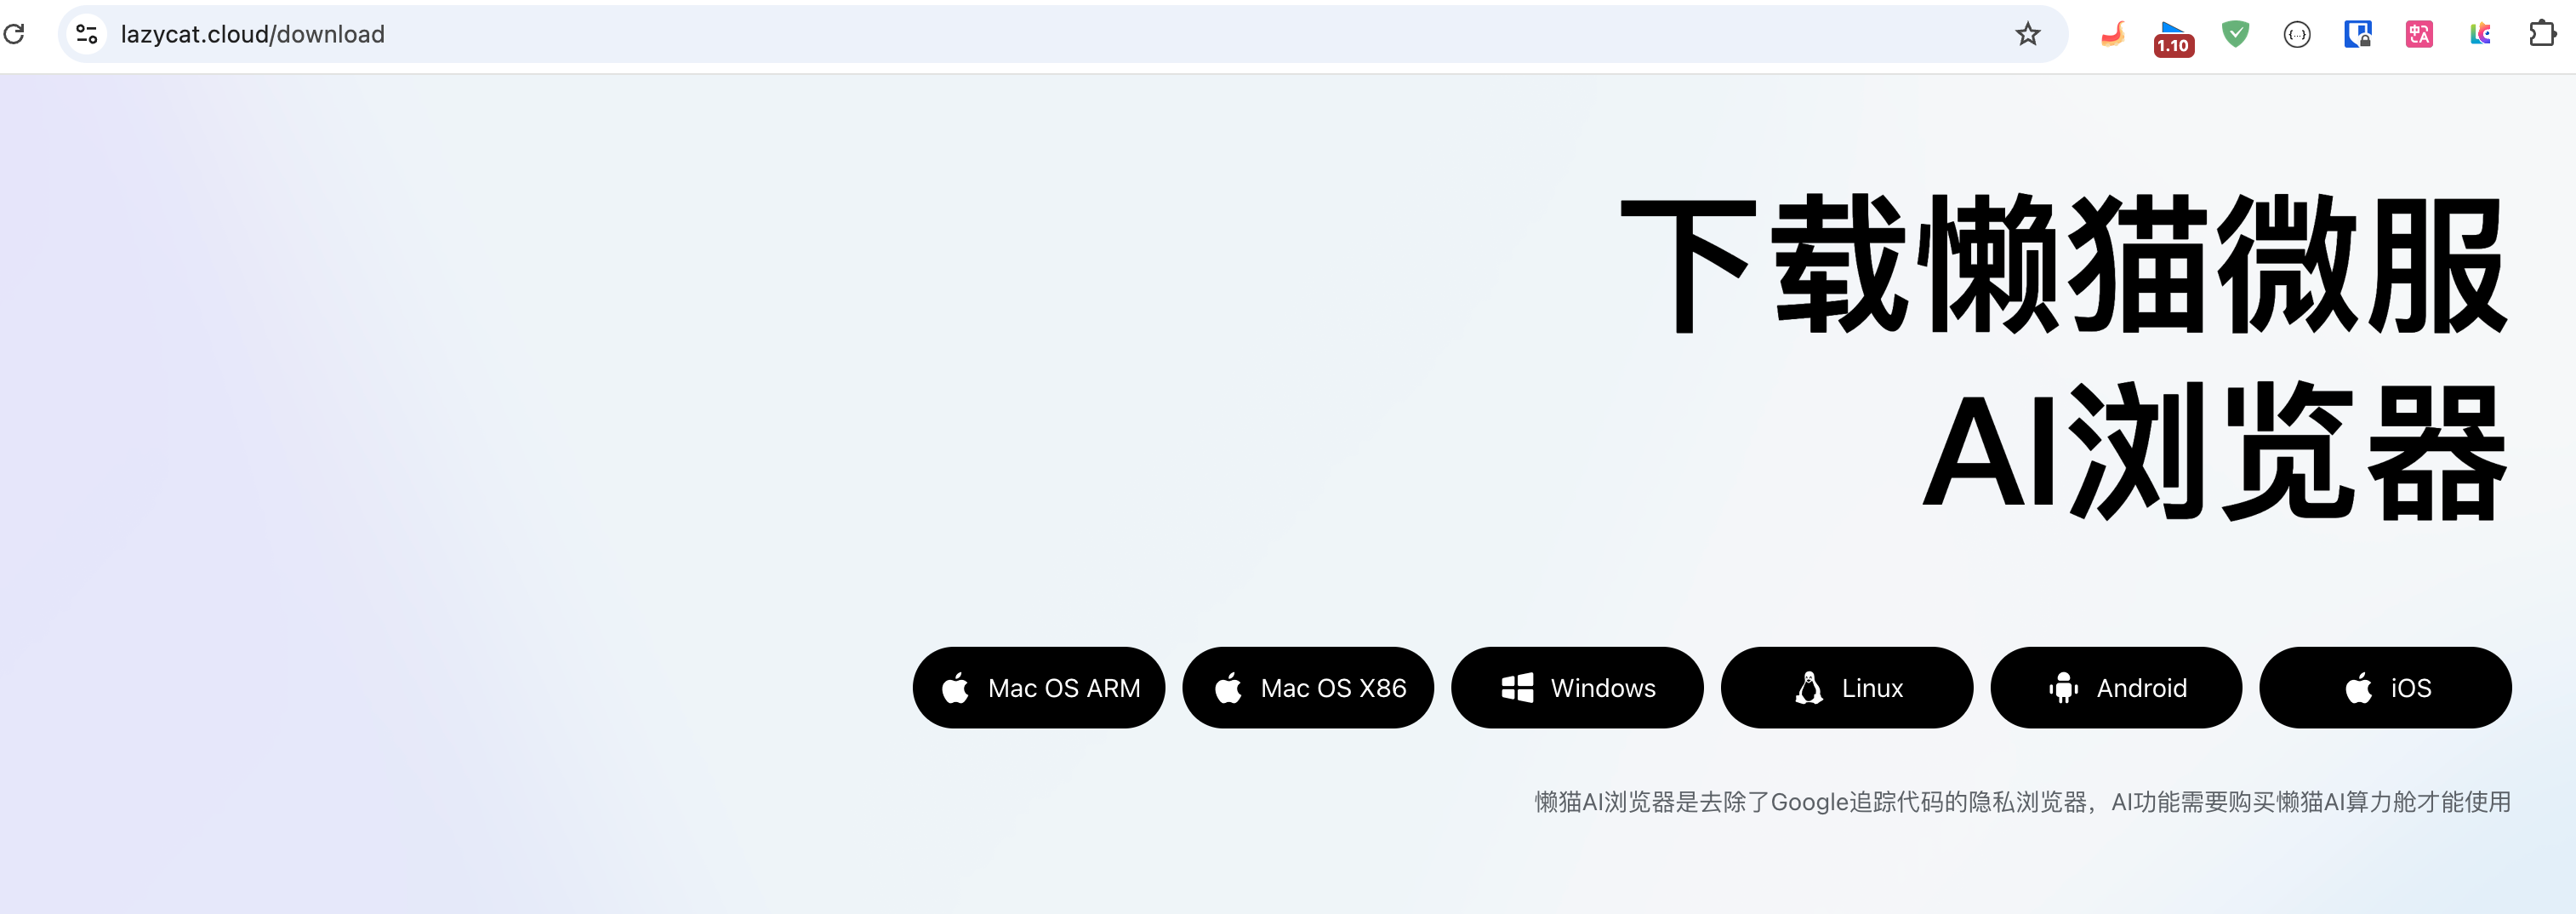 lazycat.cloud/download
1.10
下载懒猫微服
AI浏览器
Mac OS ARM
Mac OS X86
Windows
Linux
Android
iOS
懒猫AI浏览器是去除了Google追踪代码的隐私浏览器，AI功能需要购买懒猫AI算力舱才能使用